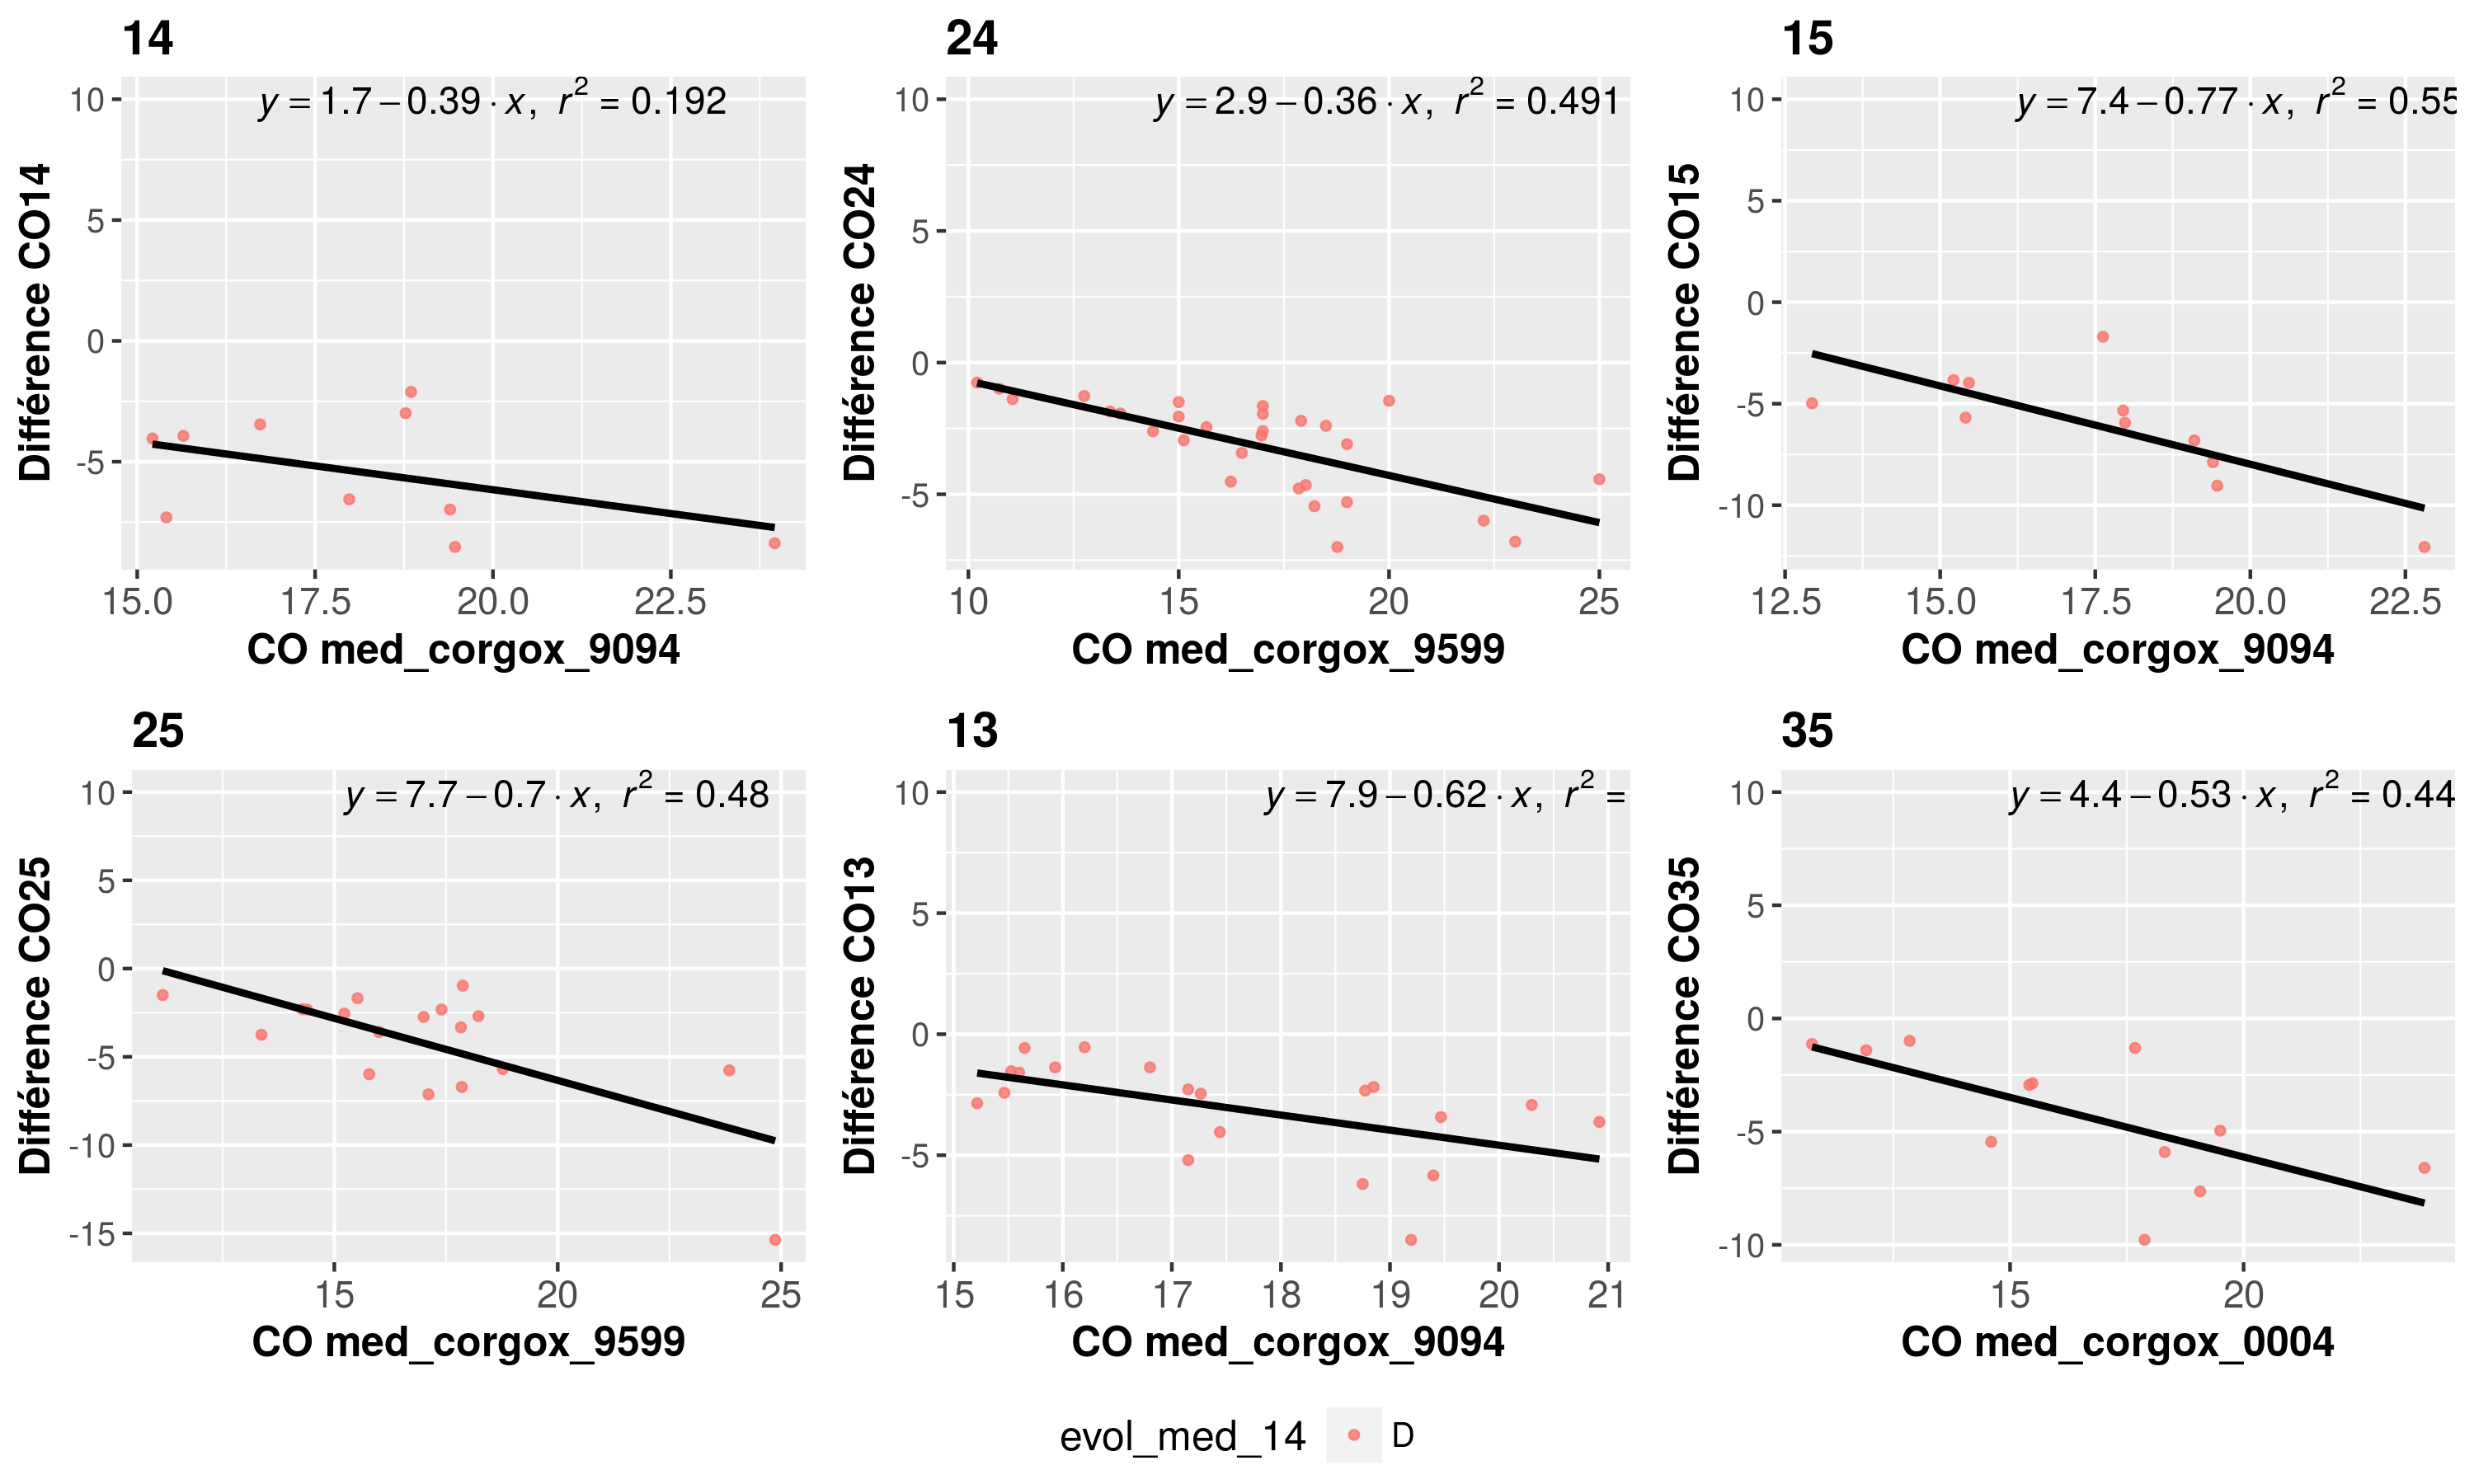 14
y = 1.7 − 0.39 · x, r² = 0.192
10
5
0
-5
15.0 17.5 20.0 22.5
Différence CO14
CO med_corgox_9094
24
y = 2.9 − 0.36 · x, r² = 0.491
10
5
0
-5
10 15 20 25
Différence CO24
CO med_corgox_9599
15
y = 7.4 − 0.77 · x, r² = 0.55
10
5
0
-5
-10
12.5 15.0 17.5 20.0 22.5
Différence CO15
CO med_corgox_9094
25
y = 7.7 − 0.7 · x, r² = 0.48
10
5
0
-5
-10
-15
15 20 25
Différence CO25
CO med_corgox_9599
13
y = 7.9 − 0.62 · x, r² =
10
5
0
-5
15 16 17 18 19 20 21
Différence CO13
CO med_corgox_9094
35
y = 4.4 − 0.53 · x, r² = 0.44
10
5
0
-5
-10
15 20
Différence CO35
CO med_corgox_0004
evol_med_14 D